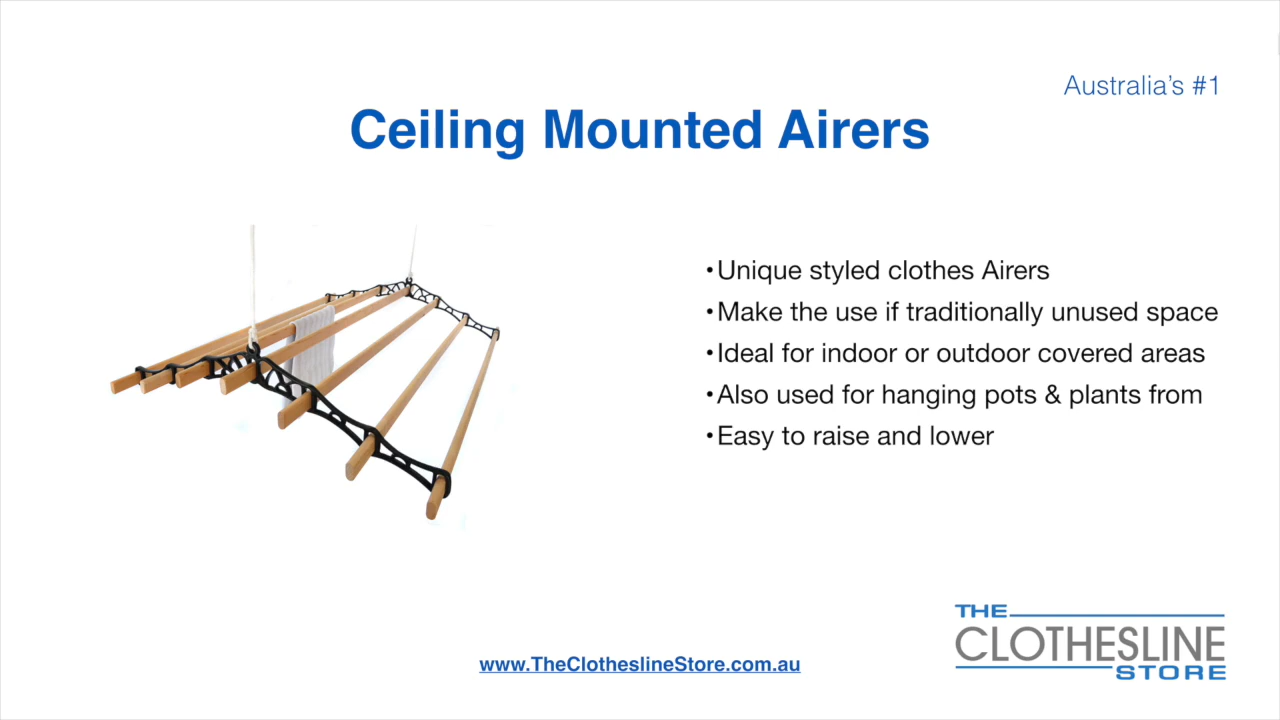 Australia's #1
Ceiling Mounted Airers
•Unique styled clothes Airers
•Make the use if traditionally unused space
•Ideal for indoor or outdoor covered areas
•Also used for hanging pots & plants from
•Easy to raise and lower
www.TheClotheslineStore.com.au
THE
CLOTHESLINE
STORE